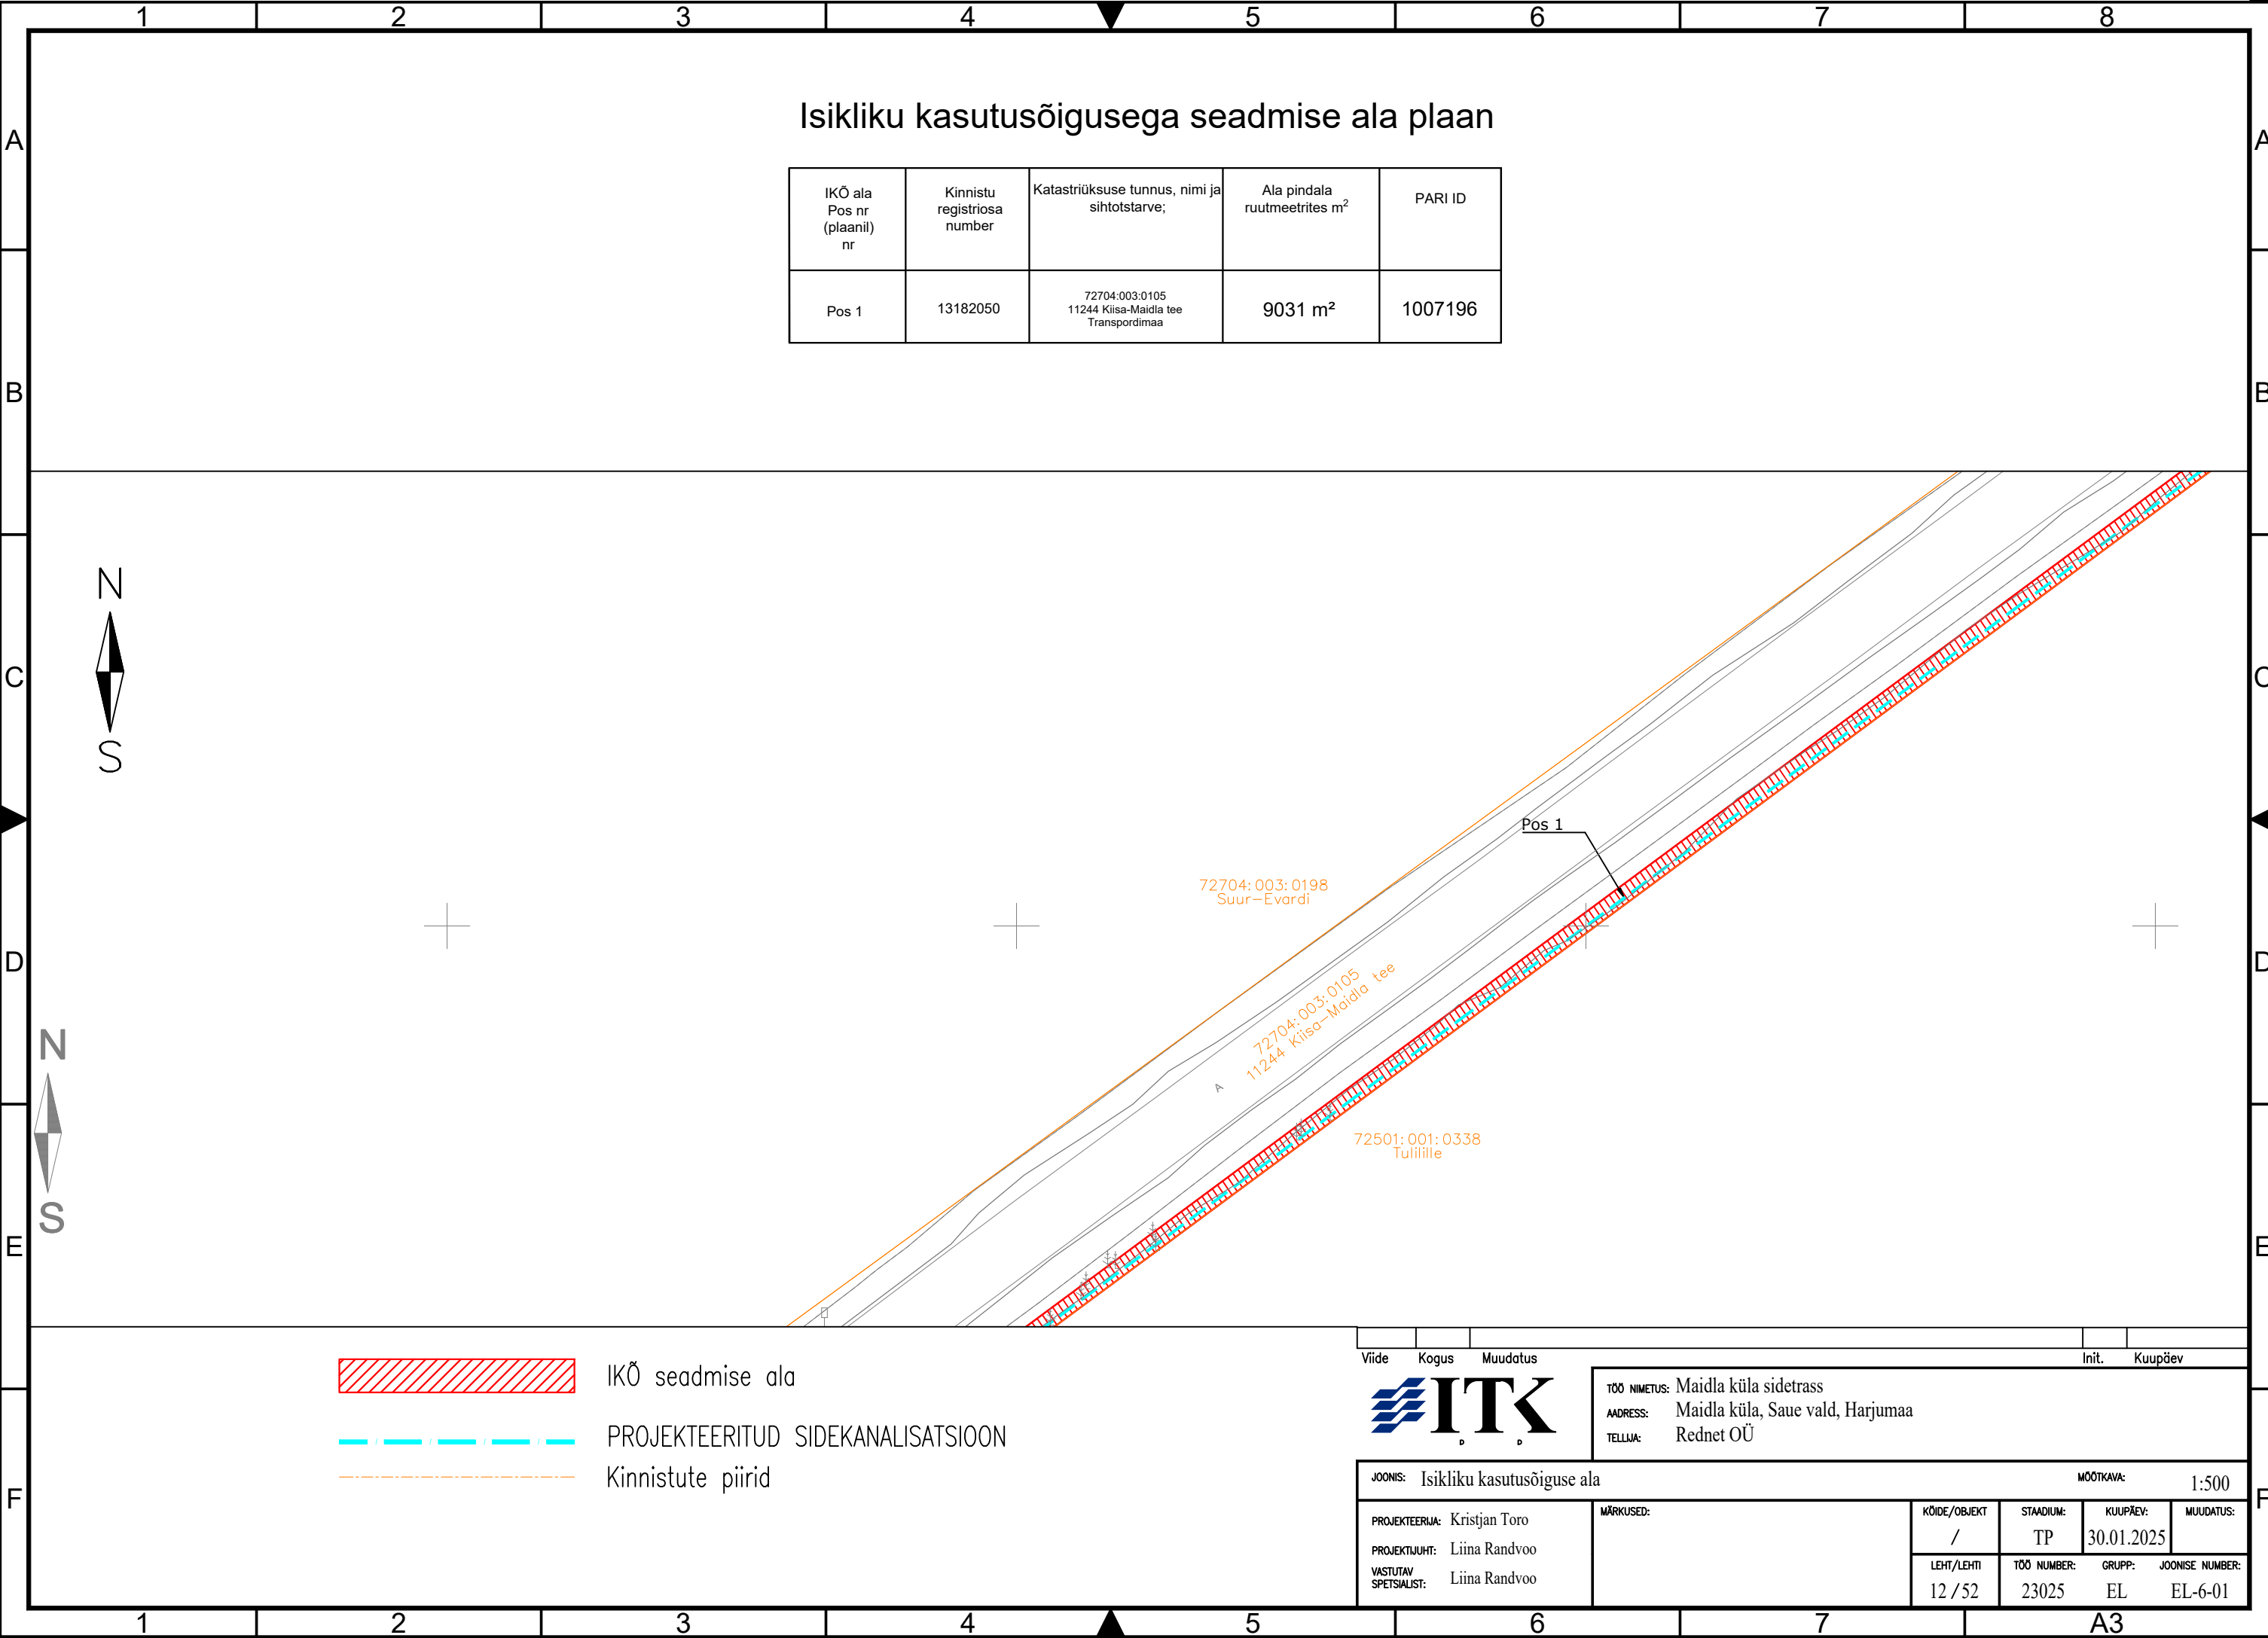 1 2 3 4 5 6 7 8
A A
B B
C C
D D
E E
F F
Isikliku kasutusõigusega seadmise ala plaan
IKÕ ala
Pos nr
(plaanil)
nr
Kinnistu
registriosa
number
Katastriüksuse tunnus, nimi ja
sihtotstarve;
Ala pindala
ruutmeetrites m²
PARI ID
Pos 1
13182050
72704:003:0105
11244 Kiisa-Maidla tee
Transpordimaa
9031 m²
1007196
N
S
N
S
Pos 1
72704:003:0198
Suur-Evardi
72704:003:0105
11244 Kiisa-Maidla tee
A
72501:001:0338
Tulilille
IKÕ seadmise ala
PROJEKTEERITUD SIDEKANALISATSIOON
Kinnistute piirid
Viide Kogus Muudatus Init. Kuupäev
ITK
D D
TÖÖ NIMETUS: Maidla küla sidetrass
AADRESS: Maidla küla, Saue vald, Harjumaa
TELLIJA: Rednet OÜ
JOONIS: Isikliku kasutusõiguse ala
MÕÕTKAVA: 1:500
PROJEKTEERIJA: Kristjan Toro
PROJEKTIJUHT: Liina Randvoo
VASTUTAV
SPETSIALIST: Liina Randvoo
MÄRKUSED:
KÖIDE/OBJEKT STAADIUM: KUUPÄEV: MUUDATUS:
/ TP 30.01.2025
LEHT/LEHTI TÖÖ NUMBER: GRUPP: JOONISE NUMBER:
12 / 52 23025 EL EL-6-01
1 2 3 4 5 6 7 A3